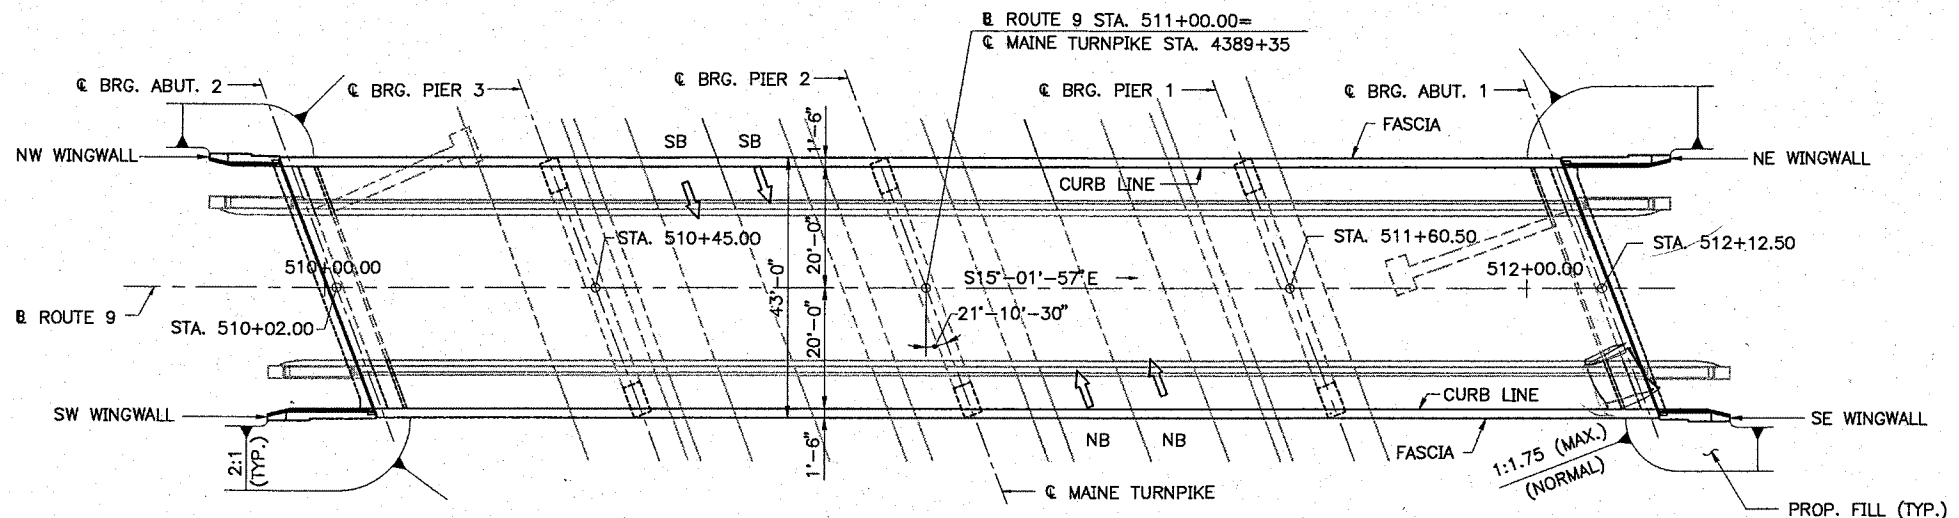 ℄ ROUTE 9 STA. 511+00.00=
℄ MAINE TURNPIKE STA. 4389+35
℄ BRG. ABUT. 2
℄ BRG. PIER 3
℄ BRG. PIER 2
℄ BRG. PIER 1
℄ BRG. ABUT. 1
1'-6"
FASCIA
SB
SB
NW WINGWALL
NE WINGWALL
CURB LINE
STA. 510+45.00
20'-0"
STA. 511+60.50
STA. 512+12.50
510+00.00
43'-0"
S15°-01'-57"E
512+00.00
℄ ROUTE 9
STA. 510+02.00
20'-0"
21°-10'-30"
CURB LINE
SW WINGWALL
SE WINGWALL
2:1
(TYP.)
1'-6"
NB
NB
FASCIA
1:1.75 (MAX.)
(NORMAL)
℄ MAINE TURNPIKE
PROP. FILL (TYP.)